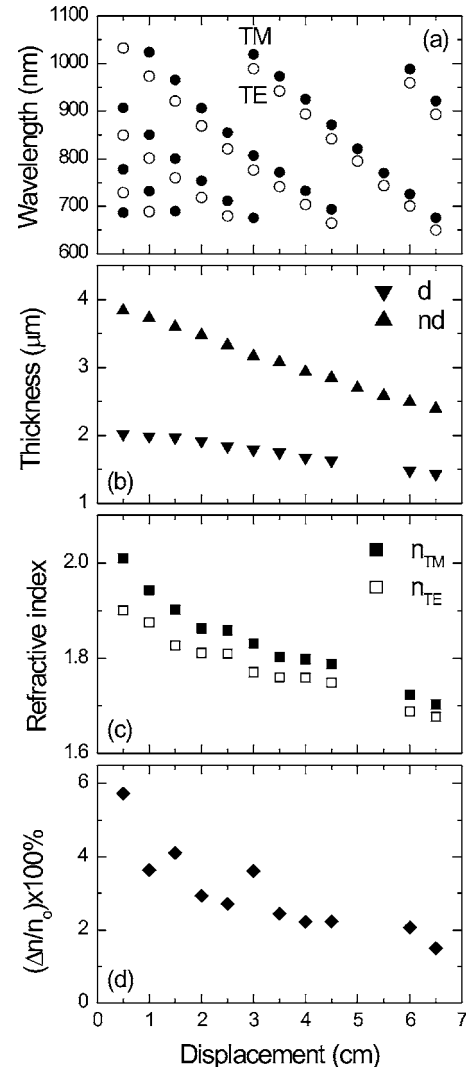 1100
1000
900
800
700
600
Wavelength (nm)
TM
TE
(a)
4
3
2
1
Thickness (μm)
d
nd
(b)
2.0
1.8
1.6
Refractive index
n_TM
n_TE
(c)
6
4
2
0
(Δn/n_o)x100%
(d)
0 1 2 3 4 5 6 7
Displacement (cm)